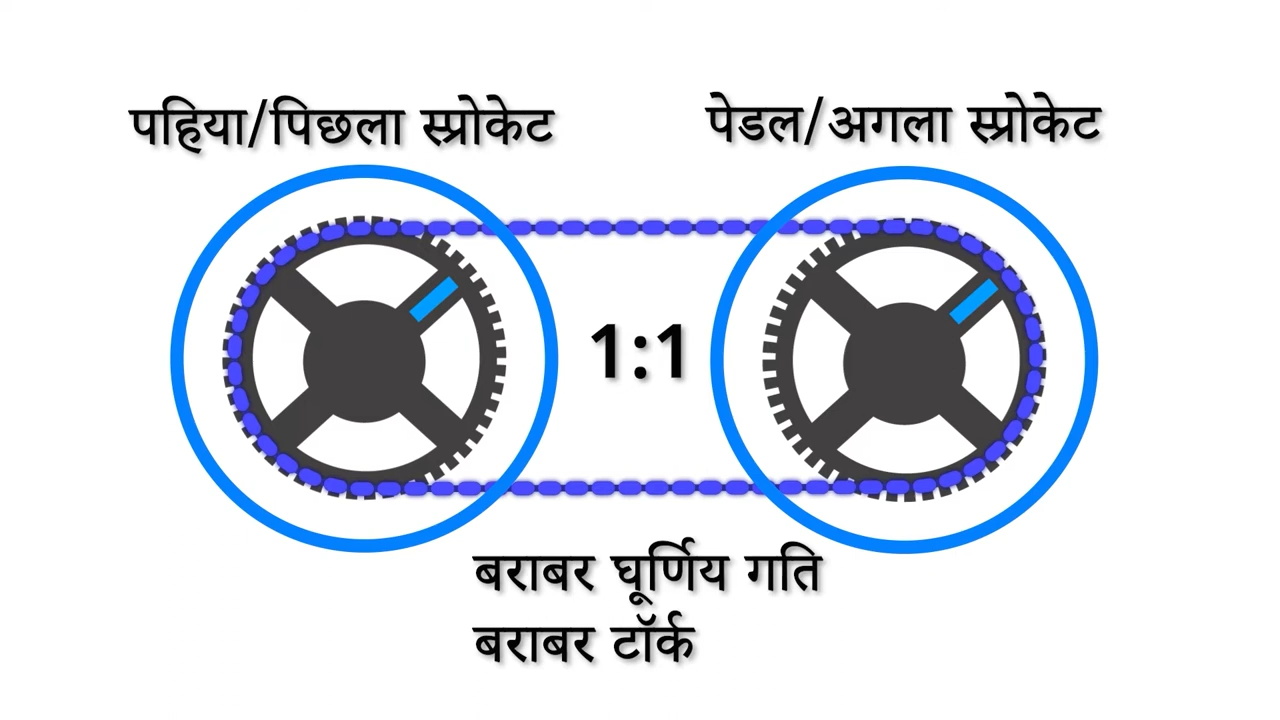 पहिया/पिछला स्प्रोकेट
पेडल/अगला स्प्रोकेट
1:1
बराबर घूर्णिय गति
बराबर टॉर्क